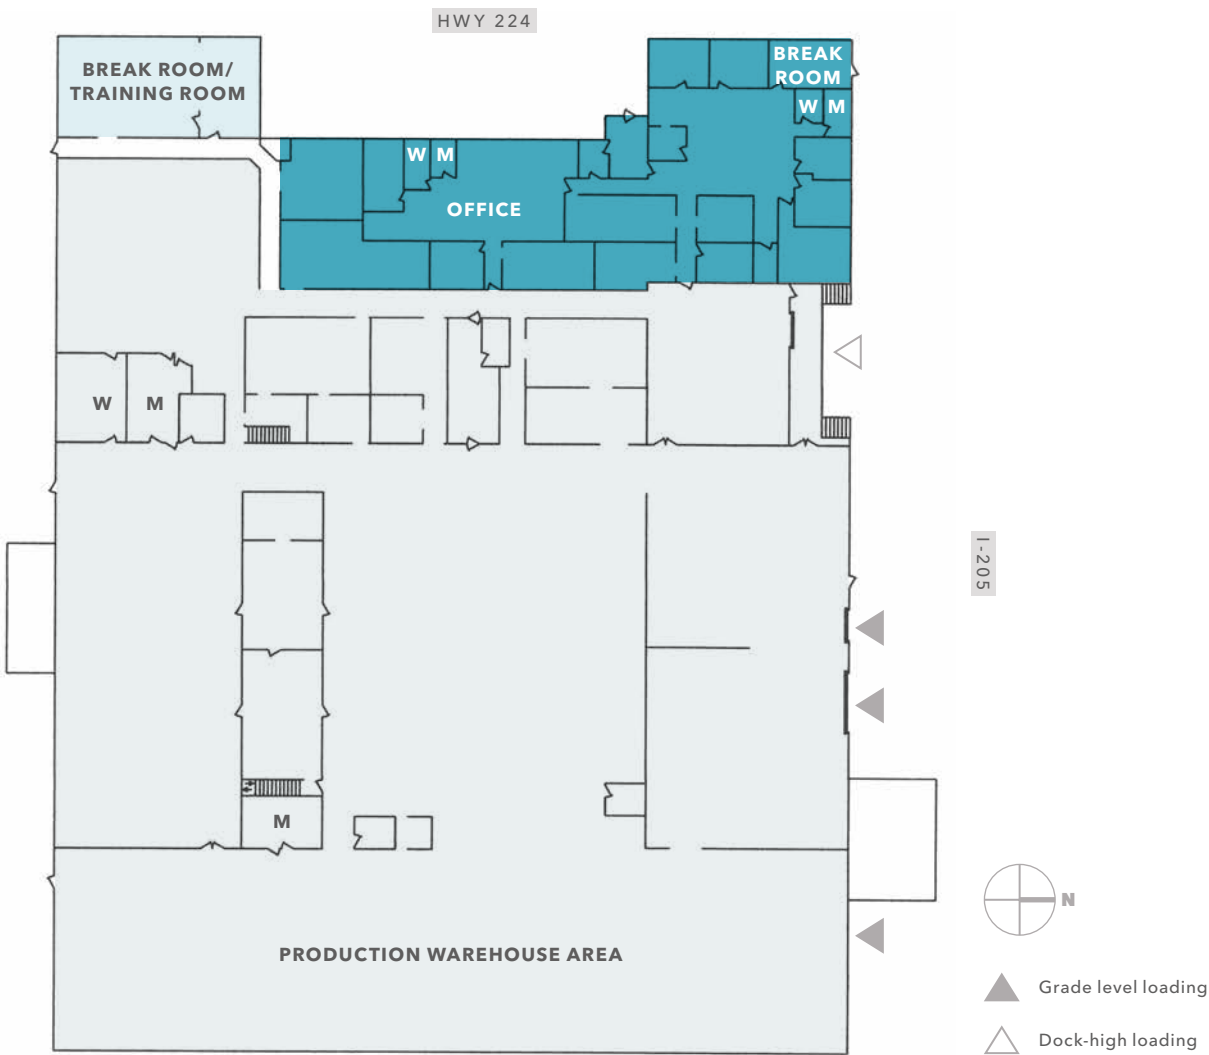 HWY 224
BREAK ROOM/
TRAINING ROOM
BREAK
ROOM
W M
W M
OFFICE
W M
I-205
M
N
PRODUCTION WAREHOUSE AREA
Grade level loading
Dock-high loading